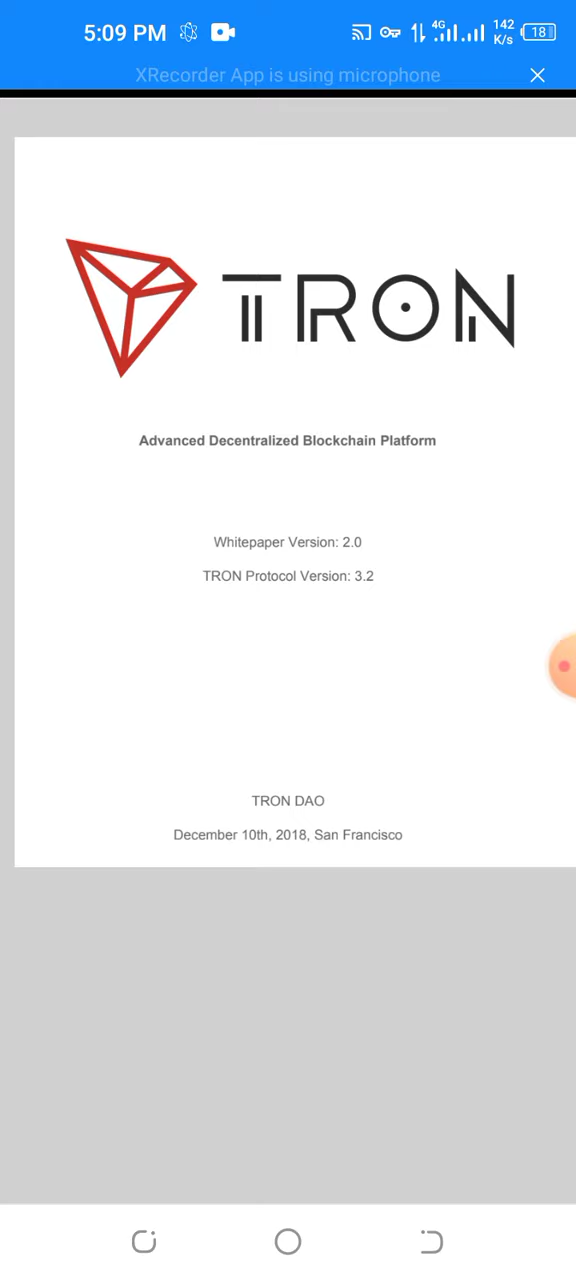 5:09 PM
4G
142
K/s
18
XRecorder App is using microphone
TRON
Advanced Decentralized Blockchain Platform
Whitepaper Version: 2.0
TRON Protocol Version: 3.2
TRON DAO
December 10th, 2018, San Francisco